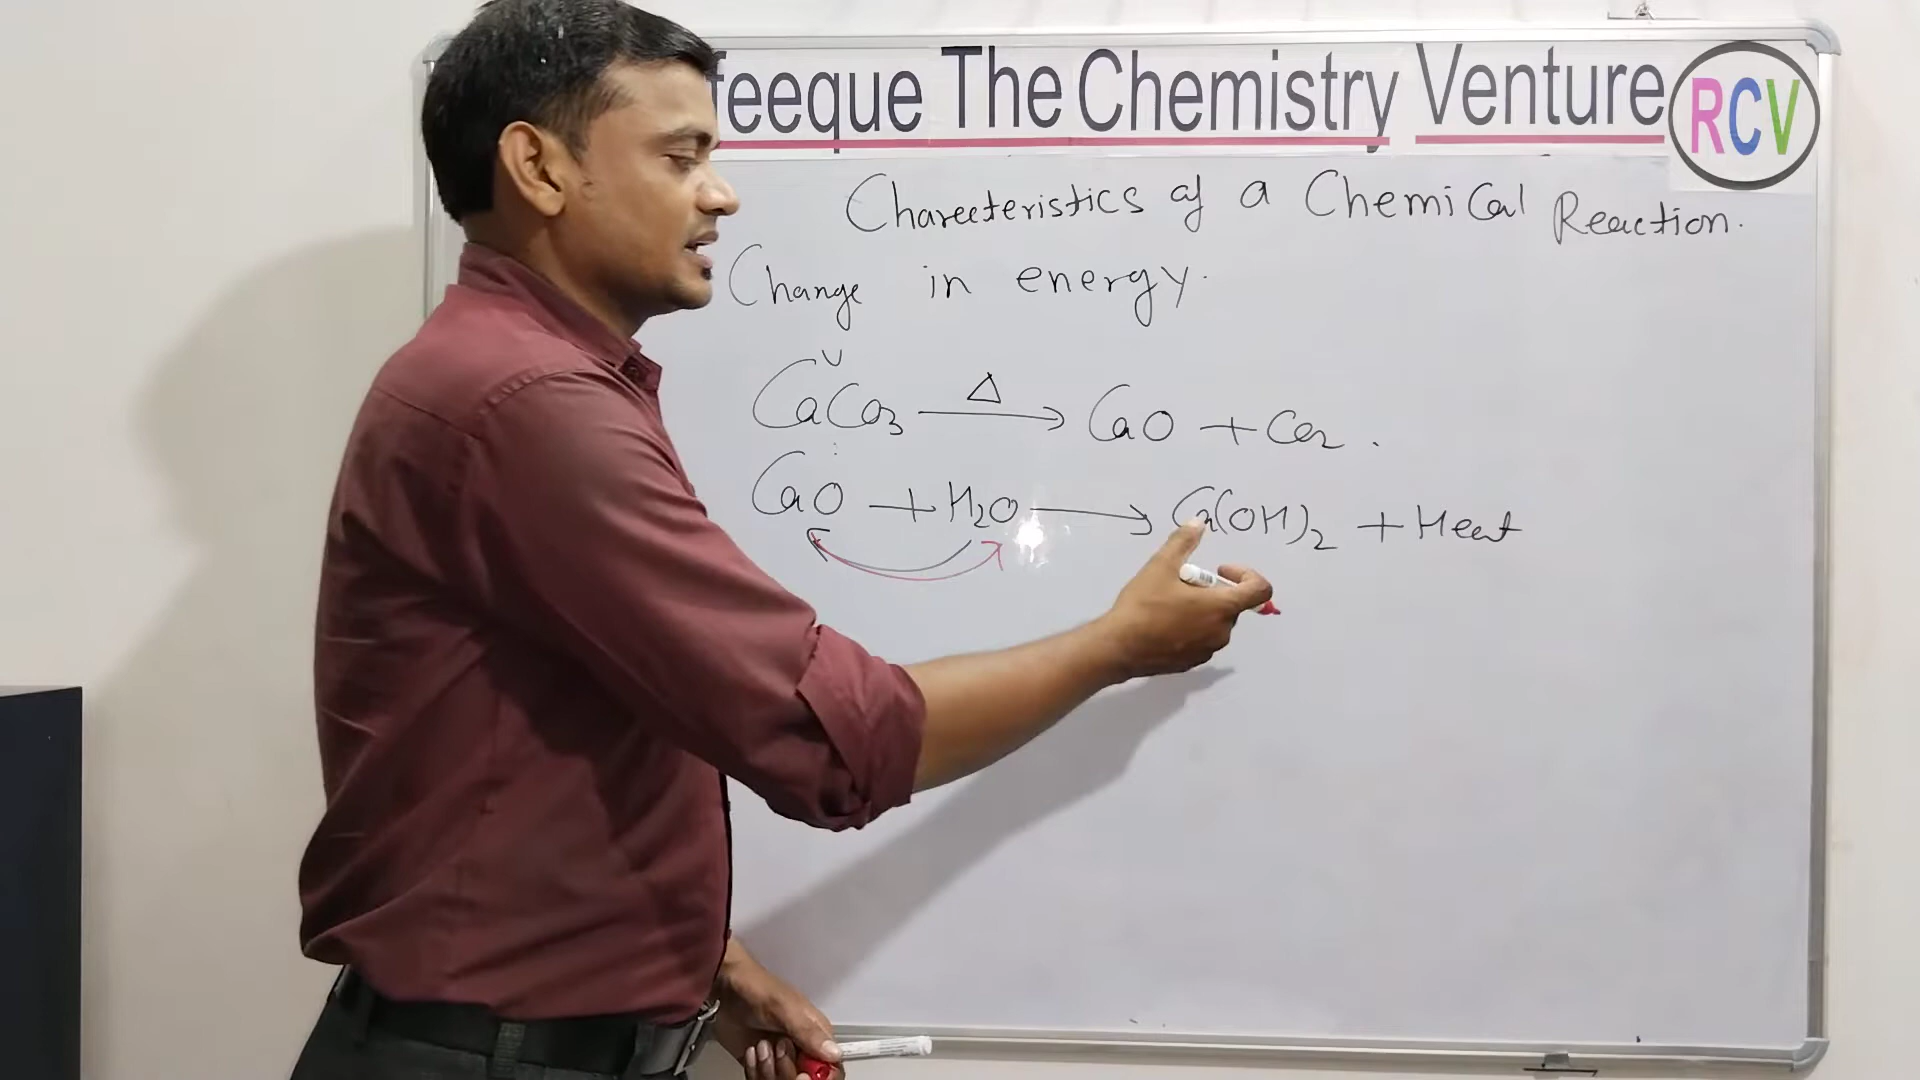 feeque The Chemistry Venture RCV
Charecteristics of a Chemical Reaction.
Change in energy.
CaCO3 —Δ→ CaO + CO2 .
CaO + H2O → Ca(OH)2 + Heat